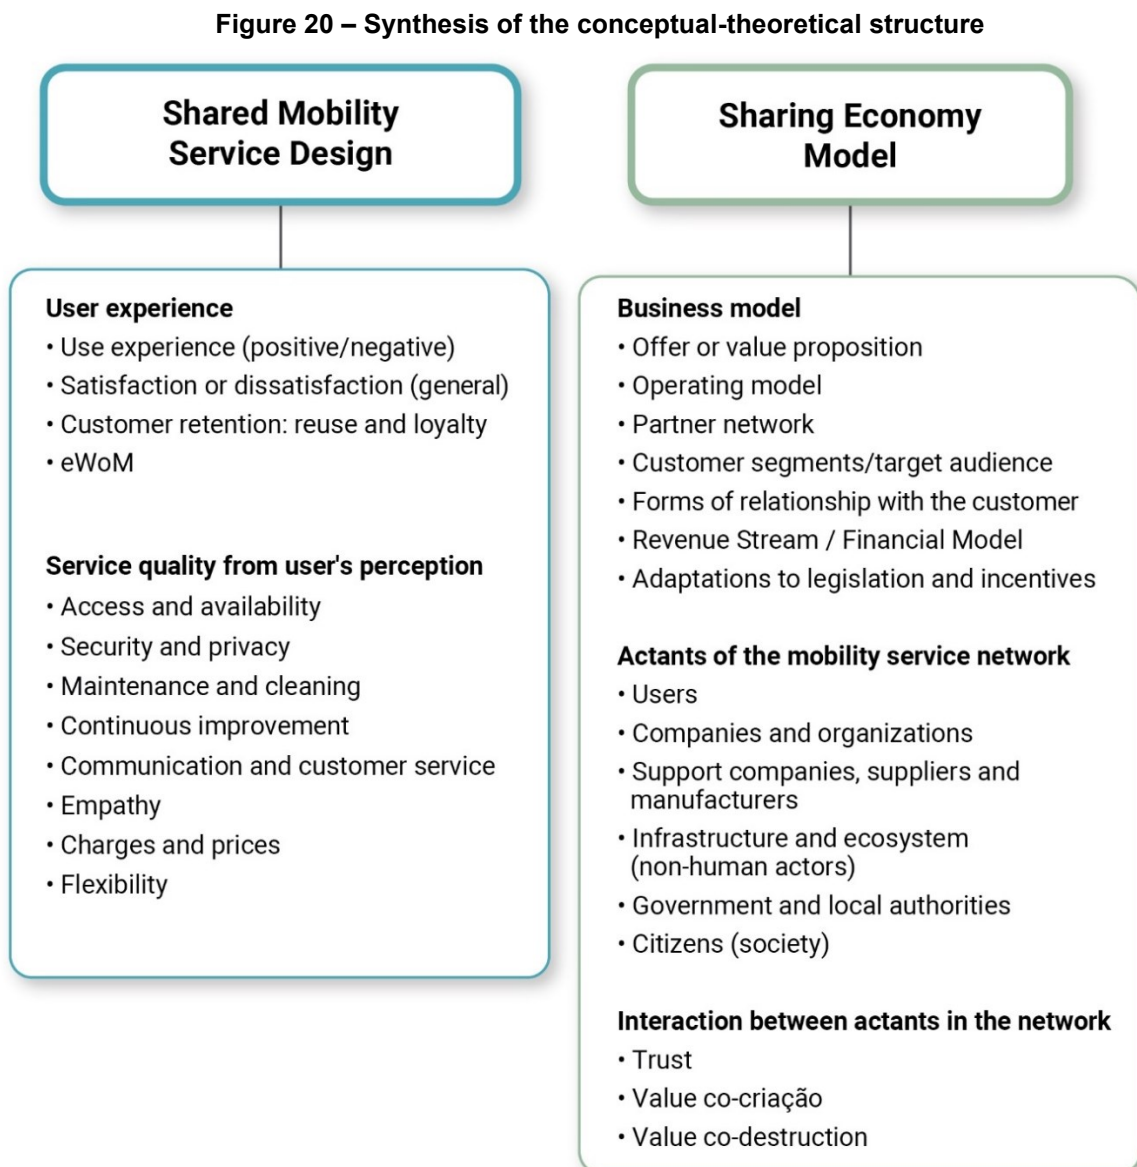 Figure 20 – Synthesis of the conceptual-theoretical structure
Shared Mobility
Service Design
User experience
• Use experience (positive/negative)
• Satisfaction or dissatisfaction (general)
• Customer retention: reuse and loyalty
• eWoM
Service quality from user's perception
• Access and availability
• Security and privacy
• Maintenance and cleaning
• Continuous improvement
• Communication and customer service
• Empathy
• Charges and prices
• Flexibility
Sharing Economy
Model
Business model
• Offer or value proposition
• Operating model
• Partner network
• Customer segments/target audience
• Forms of relationship with the customer
• Revenue Stream / Financial Model
• Adaptations to legislation and incentives
Actants of the mobility service network
• Users
• Companies and organizations
• Support companies, suppliers and
manufacturers
• Infrastructure and ecosystem
(non-human actors)
• Government and local authorities
• Citizens (society)
Interaction between actants in the network
• Trust
• Value co-criação
• Value co-destruction